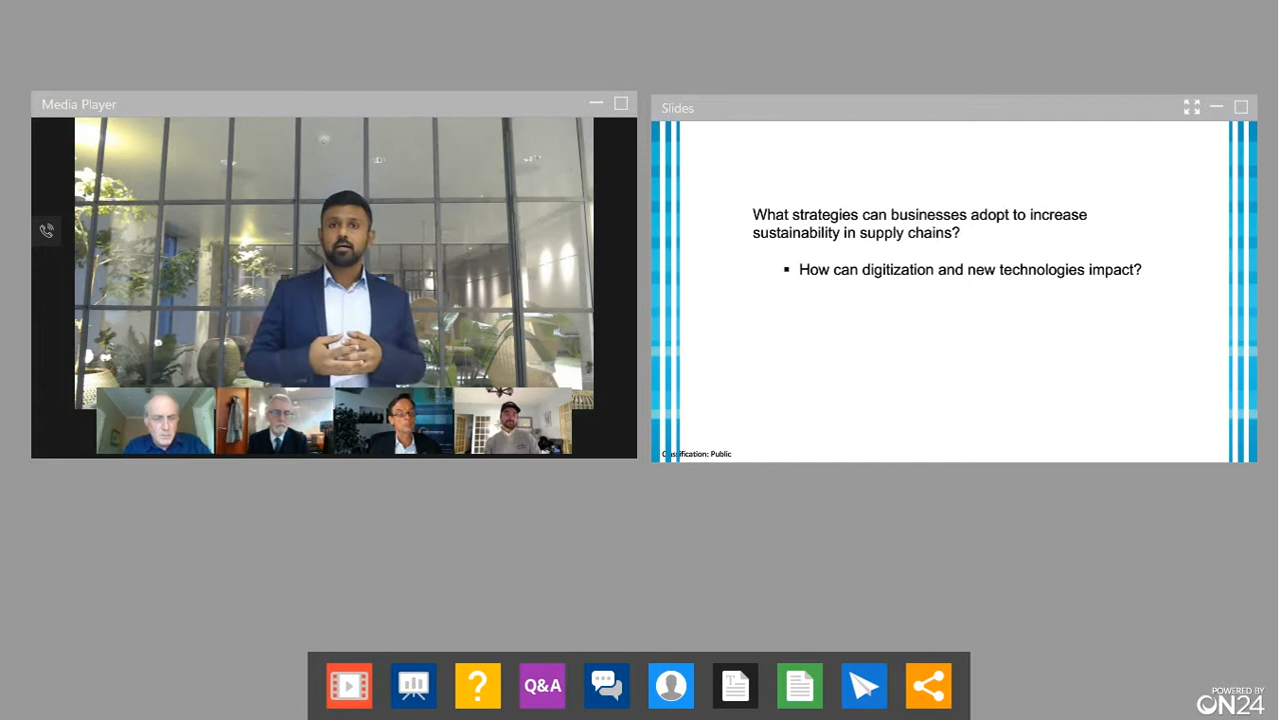 Media Player
Slides
What strategies can businesses adopt to increase
sustainability in supply chains?
▪ How can digitization and new technologies impact?
Classification: Public
?
Q&A
T
POWERED BY
ON24